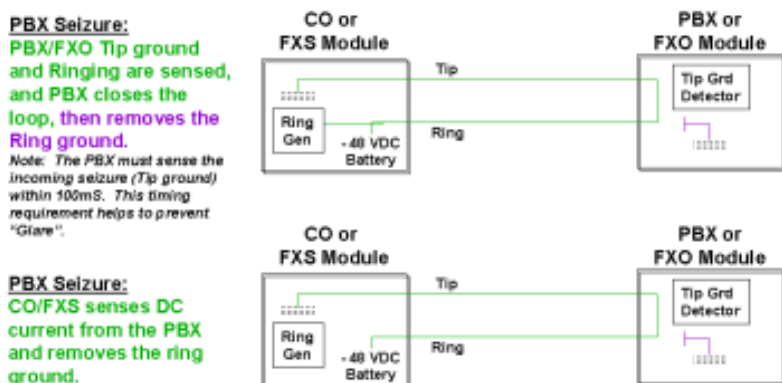 PBX Seizure:
PBX/FXO Tip ground
and Ringing are sensed,
and PBX closes the
loop, then removes the
Ring ground.
Note: The PBX must sense the
incoming seizure (Tip ground)
within 100mS. This timing
requirement helps to prevent
"Glare".
CO or
FXS Module
PBX or
FXO Module
Tip
Ring
Gen
Ring
- 48 VDC
Battery
Tip Grd
Detector
PBX Seizure:
CO/FXS senses DC
current from the PBX
and removes the ring
ground.
CO or
FXS Module
PBX or
FXO Module
Tip
Ring
Gen
Ring
- 48 VDC
Battery
Tip Grd
Detector